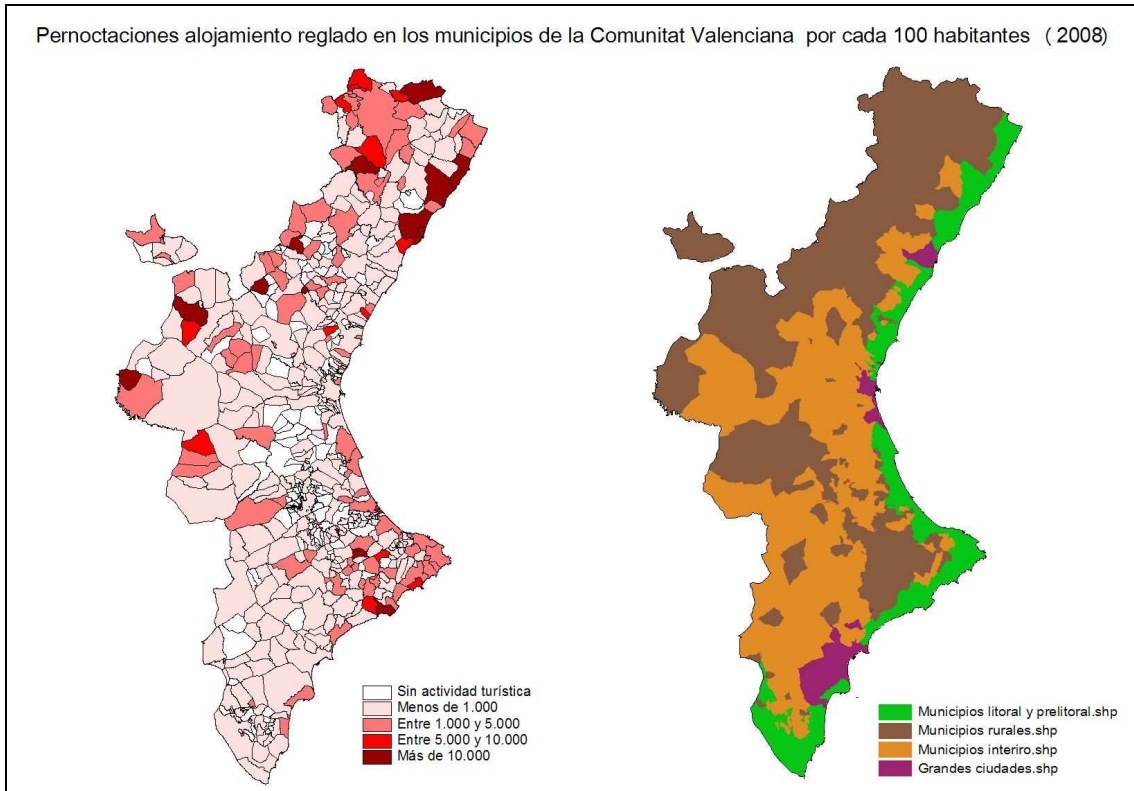 Pernoctaciones alojamiento reglado en los municipios de la Comunitat Valenciana por cada 100 habitantes ( 2008)
Sin actividad turística
Menos de 1.000
Entre 1.000 y 5.000
Entre 5.000 y 10.000
Más de 10.000
Municipios litoral y prelitoral.shp
Municipios rurales.shp
Municipios interiro.shp
Grandes ciudades.shp